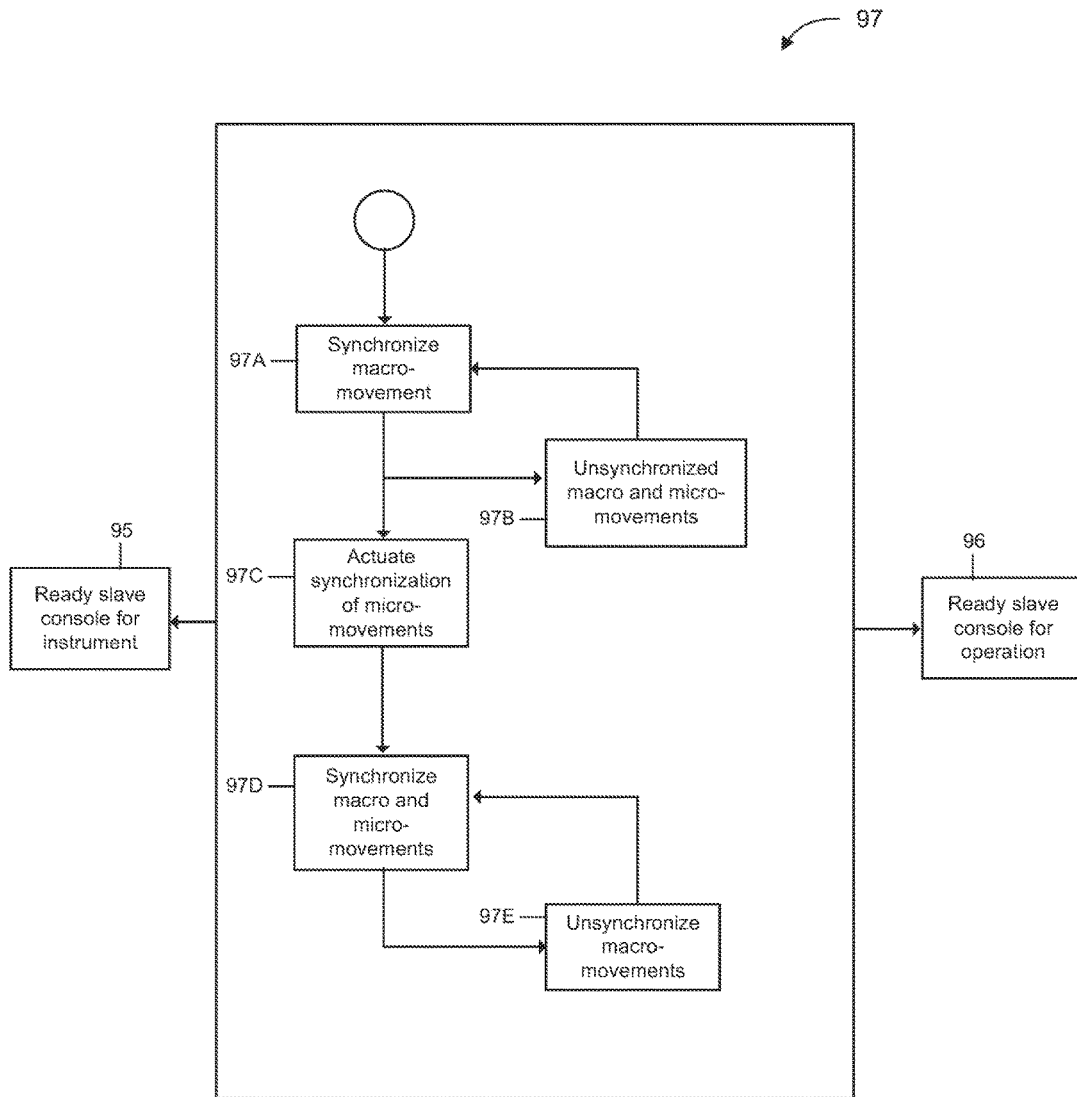 97
Synchronize
macro-
movement
97A
Unsynchronized
macro and micro-
movements
97B
95
Ready slave
console for
instrument
97C
Actuate
synchronization
of micro-
movements
96
Ready slave
console for
operation
97D
Synchronize
macro and
micro-
movements
97E
Unsynchronize
macro-
movements